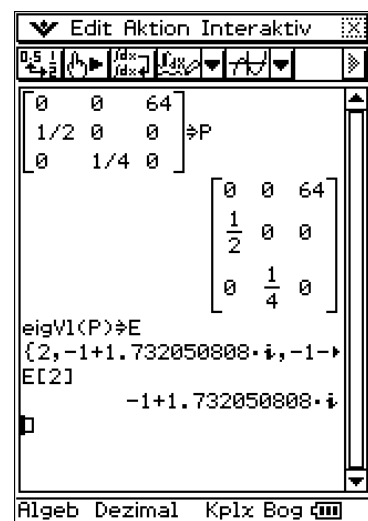 Edit Aktion Interaktiv
[0 0 64
1/2 0 0 ⇒P
0 1/4 0]
[0 0 64
1/2 0 0
0 1/4 0]
eigVl(P)⇒E
{2,-1+1.732050808·i,-1-▸
E[2]
-1+1.732050808·i
Algeb Dezimal Kplx Bog